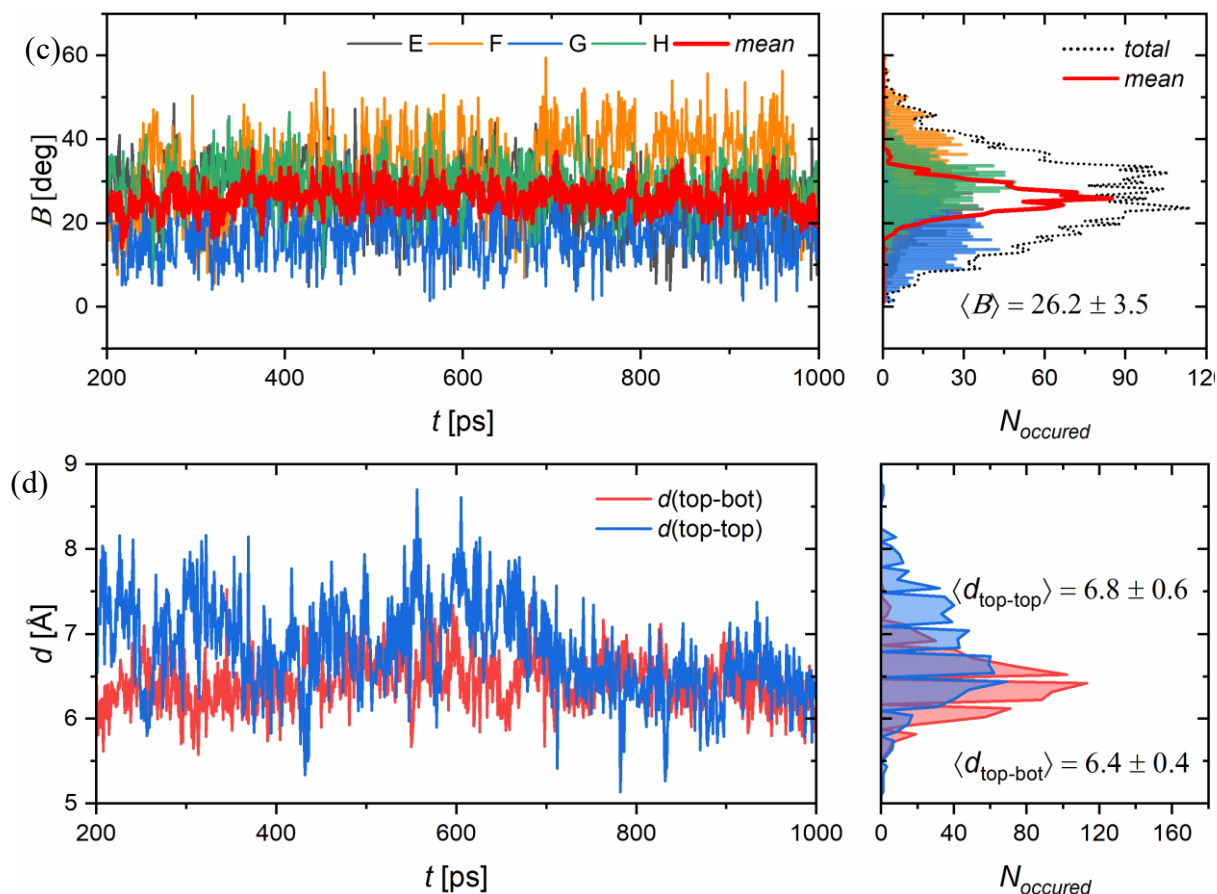 (c)
E F G H mean
total
mean
60
40
20
0
B [deg]
⟨B⟩ = 26.2 ± 3.5
200 400 600 800 1000
0 30 60 90 120
t [ps]
N_occured
(d)
9
8
7
6
5
d [Å]
d(top-bot)
d(top-top)
⟨d_top-top⟩ = 6.8 ± 0.6
⟨d_top-bot⟩ = 6.4 ± 0.4
200 400 600 800 1000
0 40 80 120 160
t [ps]
N_occured